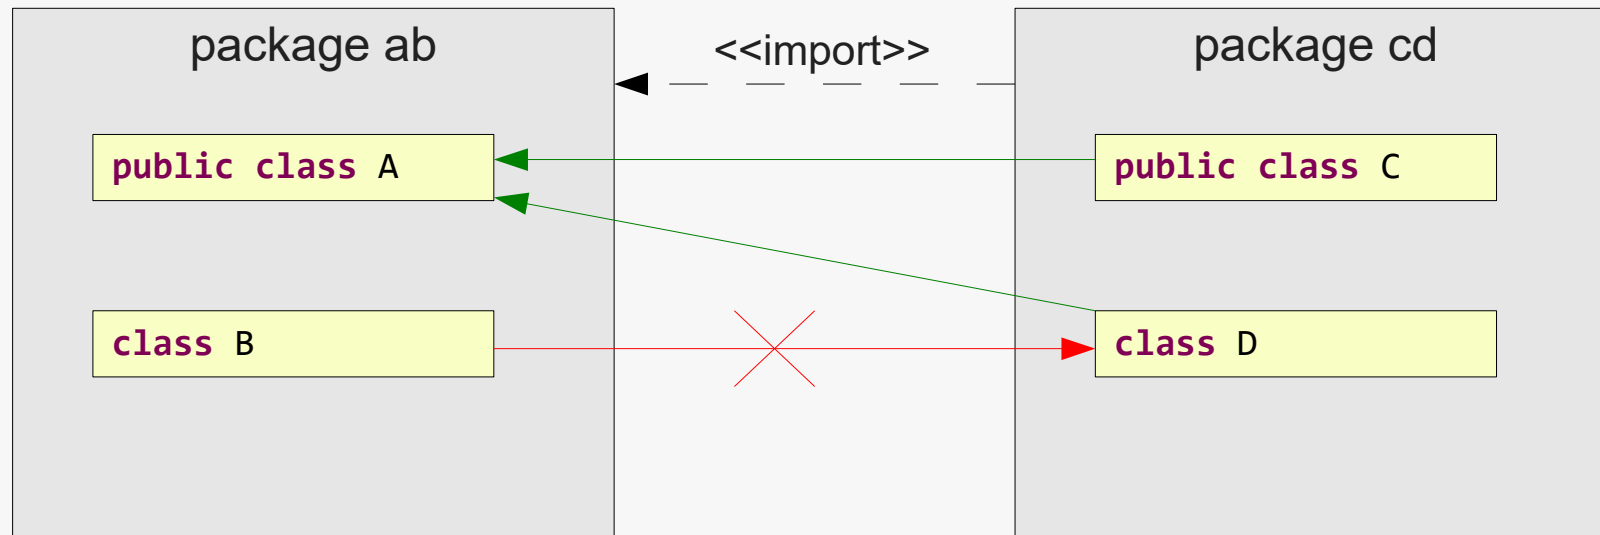 package ab
<<import>>
package cd
public class A
public class C
class B
class D